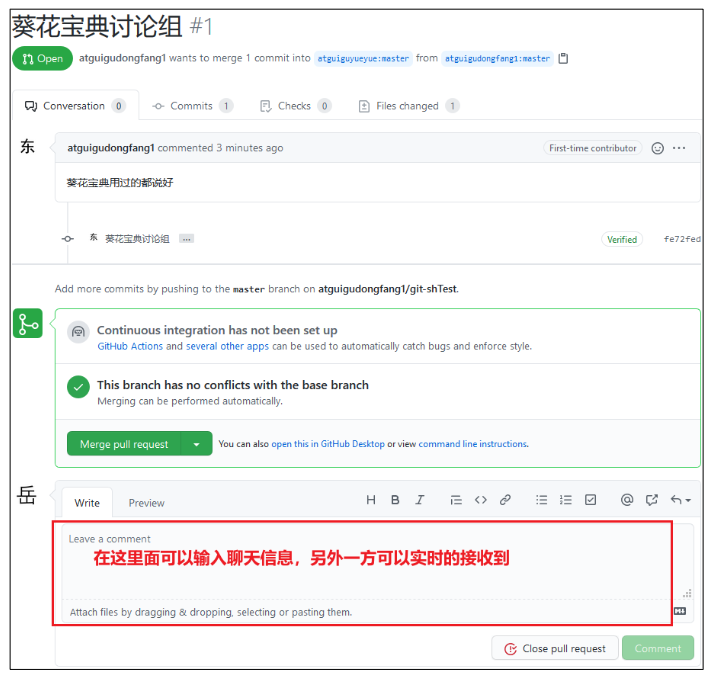 葵花宝典讨论组 #1
Open atguigudongfang1 wants to merge 1 commit into atguiguyueyue:master from atguigudongfang1:master
Conversation 0 Commits 1 Checks 0 Files changed 1
东 atguigudongfang1 commented 3 minutes ago First-time contributor ...
葵花宝典用过的都说好
东 葵花宝典讨论组 ... Verified fe72fed
Add more commits by pushing to the master branch on atguigudongfang1/git-shTest.
Continuous integration has not been set up
GitHub Actions and several other apps can be used to automatically catch bugs and enforce style.
This branch has no conflicts with the base branch
Merging can be performed automatically.
Merge pull request You can also open this in GitHub Desktop or view command line instructions.
岳 Write Preview H B I @
Leave a comment
在这里面可以输入聊天信息，另外一方可以实时的接收到
Attach files by dragging & dropping, selecting or pasting them.
Close pull request Comment